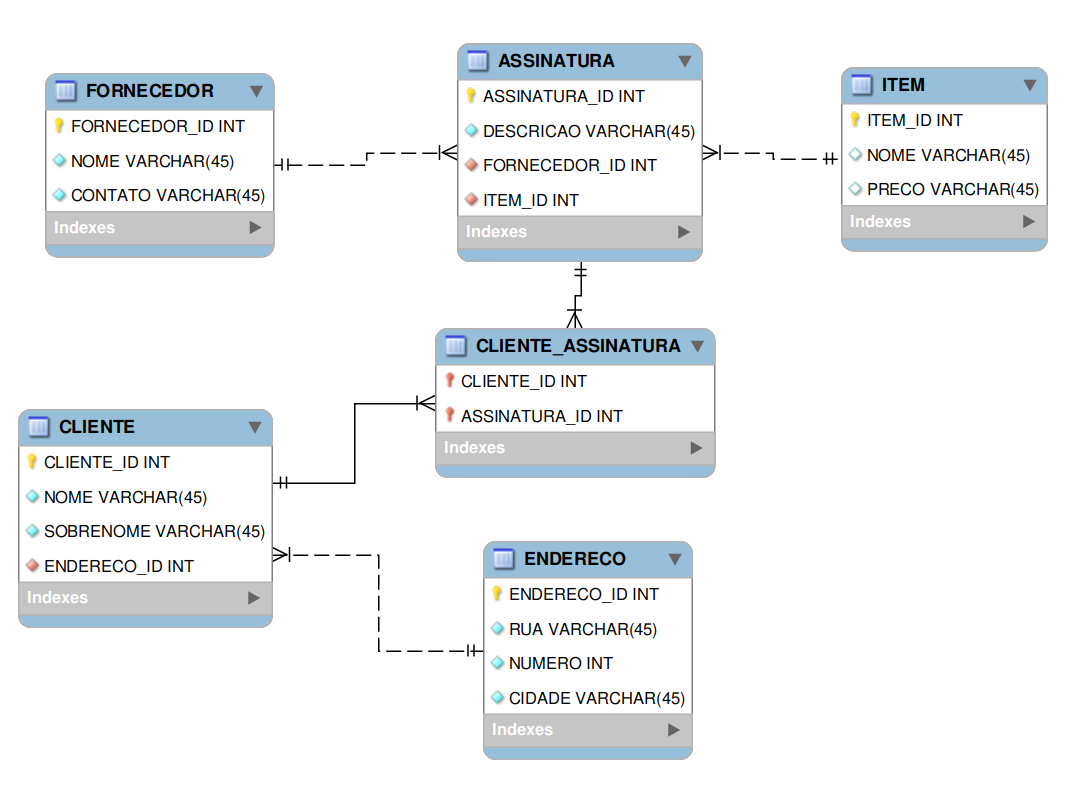 FORNECEDOR
FORNECEDOR_ID INT
NOME VARCHAR(45)
CONTATO VARCHAR(45)
Indexes
ASSINATURA
ASSINATURA_ID INT
DESCRICAO VARCHAR(45)
FORNECEDOR_ID INT
ITEM_ID INT
Indexes
ITEM
ITEM_ID INT
NOME VARCHAR(45)
PRECO VARCHAR(45)
Indexes
CLIENTE_ASSINATURA
CLIENTE_ID INT
ASSINATURA_ID INT
Indexes
CLIENTE
CLIENTE_ID INT
NOME VARCHAR(45)
SOBRENOME VARCHAR(45)
ENDERECO_ID INT
Indexes
ENDERECO
ENDERECO_ID INT
RUA VARCHAR(45)
NUMERO INT
CIDADE VARCHAR(45)
Indexes